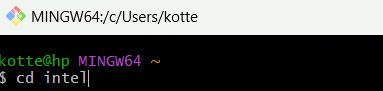 MINGW64:/c/Users/kotte
kotte@hp MINGW64 ~
$ cd intel